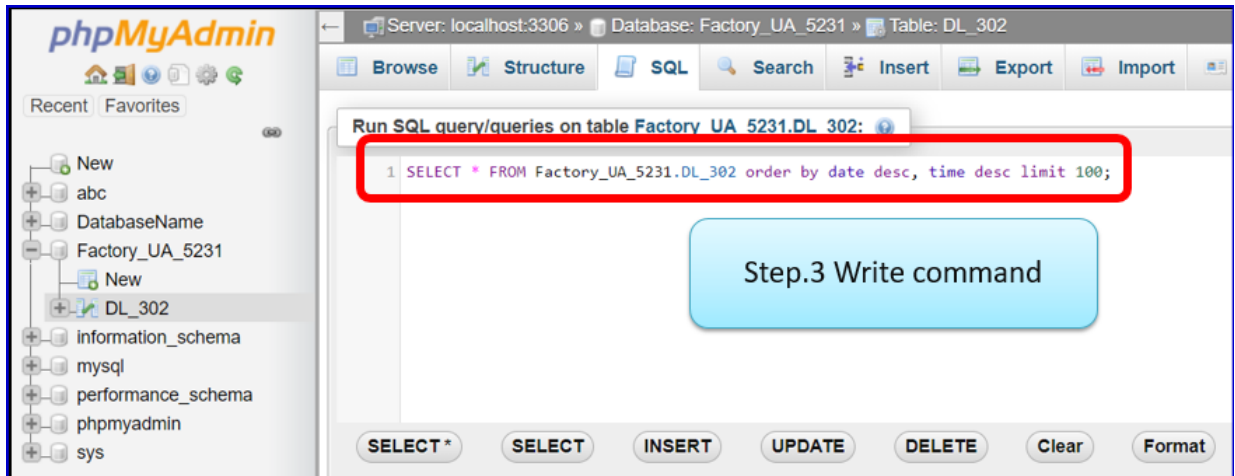 phpMyAdmin
Recent Favorites
New
abc
DatabaseName
Factory_UA_5231
New
DL_302
information_schema
mysql
performance_schema
phpmyadmin
sys
Server: localhost:3306 » Database: Factory_UA_5231 » Table: DL_302
Browse Structure SQL Search Insert Export Import
Run SQL query/queries on table Factory_UA_5231.DL_302:
1 SELECT * FROM Factory_UA_5231.DL_302 order by date desc, time desc limit 100;
Step.3 Write command
SELECT * SELECT INSERT UPDATE DELETE Clear Format